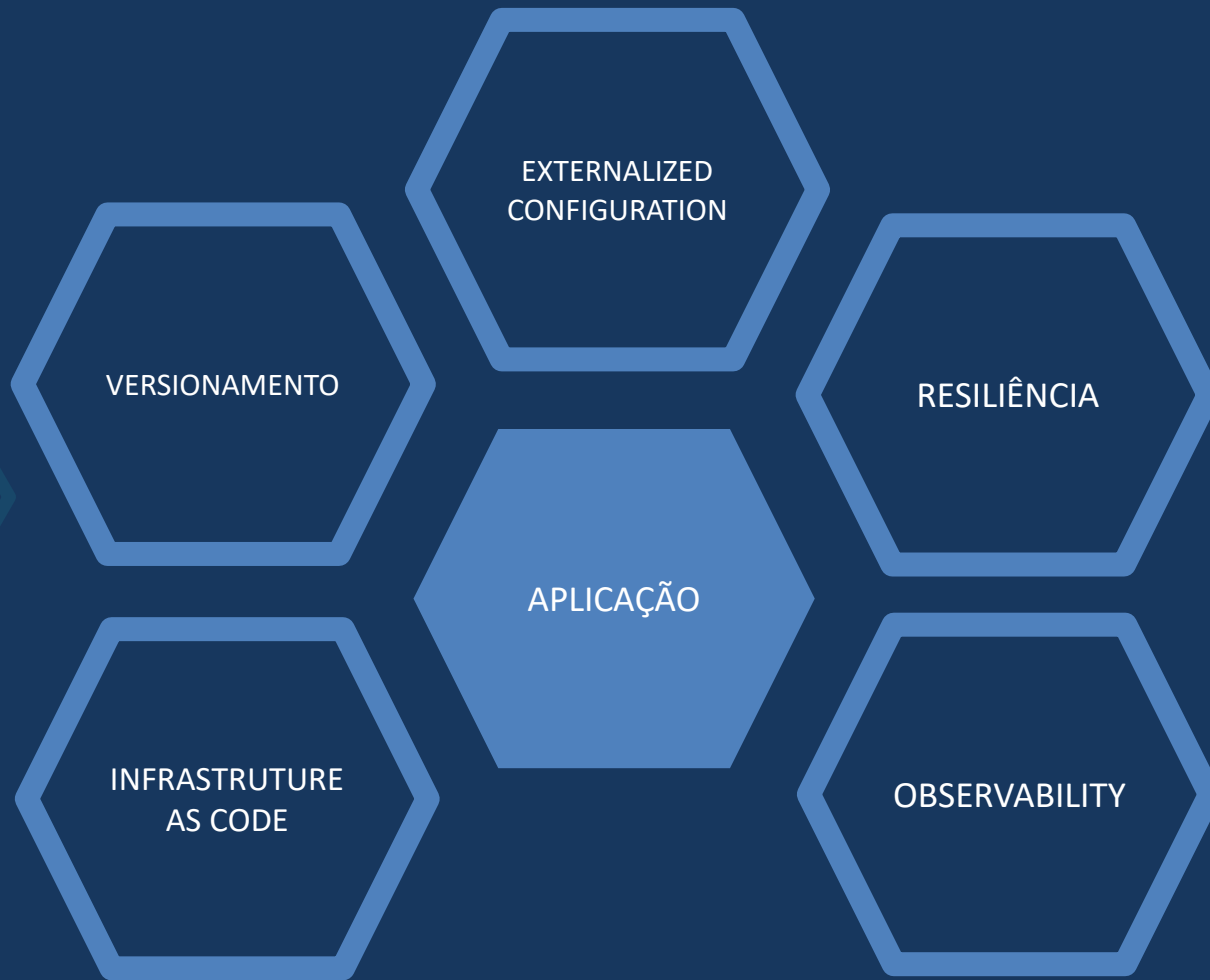 EXTERNALIZED
CONFIGURATION
VERSIONAMENTO
RESILIÊNCIA
APLICAÇÃO
INFRASTRUTURE
AS CODE
OBSERVABILITY